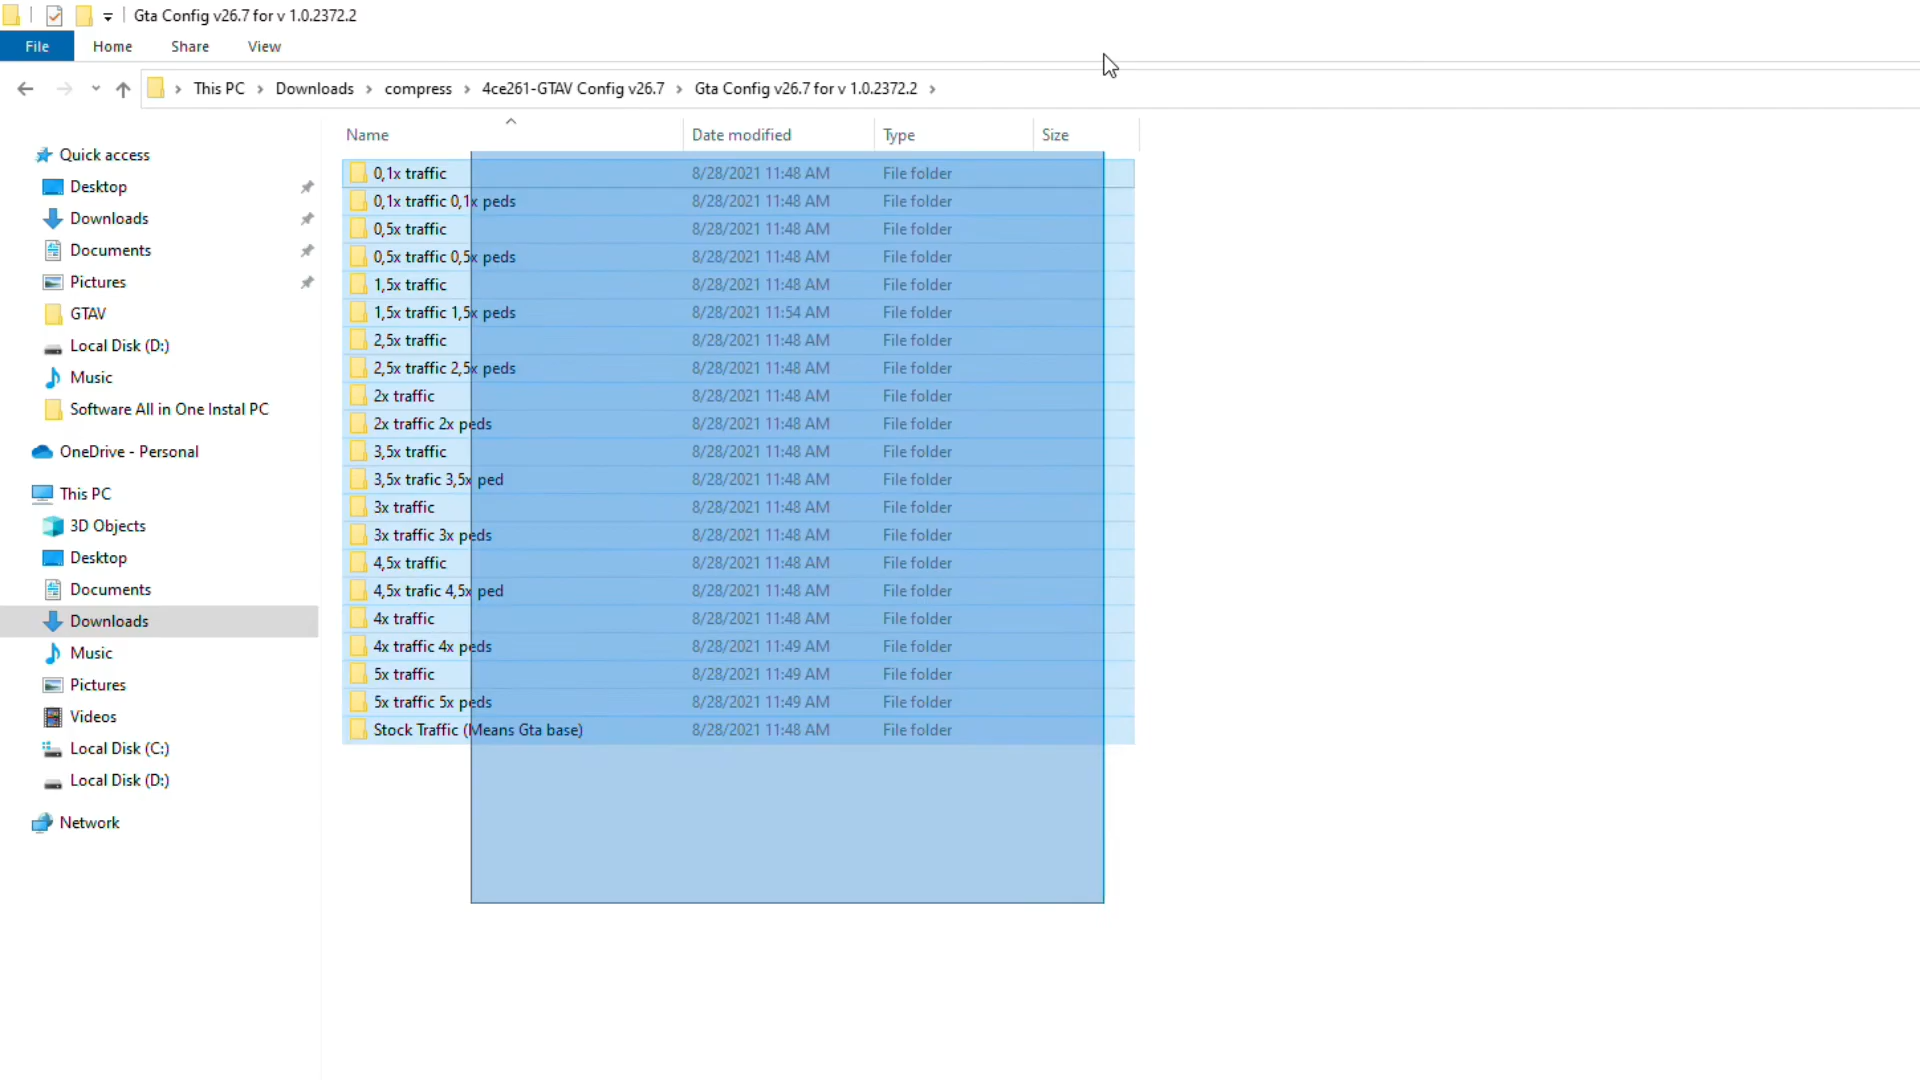 Gta Config v26.7 for v 1.0.2372.2
File Home Share View
This PC Downloads compress 4ce261-GTAV Config v26.7 Gta Config v26.7 for v 1.0.2372.2
Name Date modified Type Size
Quick access
Desktop
Downloads
Documents
Pictures
GTAV
Local Disk (D:)
Music
Software All in One Instal PC
OneDrive - Personal
This PC
3D Objects
Desktop
Documents
Downloads
Music
Pictures
Videos
Local Disk (C:)
Local Disk (D:)
Network
0,1x traffic 8/28/2021 11:48 AM File folder
0,1x traffic 0,1x peds 8/28/2021 11:48 AM File folder
0,5x traffic 8/28/2021 11:48 AM File folder
0,5x traffic 0,5x peds 8/28/2021 11:48 AM File folder
1,5x traffic 8/28/2021 11:48 AM File folder
1,5x traffic 1,5x peds 8/28/2021 11:54 AM File folder
2,5x traffic 8/28/2021 11:48 AM File folder
2,5x traffic 2,5x peds 8/28/2021 11:48 AM File folder
2x traffic 8/28/2021 11:48 AM File folder
2x traffic 2x peds 8/28/2021 11:48 AM File folder
3,5x traffic 8/28/2021 11:48 AM File folder
3,5x trafic 3,5x ped 8/28/2021 11:48 AM File folder
3x traffic 8/28/2021 11:48 AM File folder
3x traffic 3x peds 8/28/2021 11:48 AM File folder
4,5x traffic 8/28/2021 11:48 AM File folder
4,5x trafic 4,5x ped 8/28/2021 11:48 AM File folder
4x traffic 8/28/2021 11:48 AM File folder
4x traffic 4x peds 8/28/2021 11:49 AM File folder
5x traffic 8/28/2021 11:49 AM File folder
5x traffic 5x peds 8/28/2021 11:49 AM File folder
Stock Traffic (Means Gta base) 8/28/2021 11:48 AM File folder